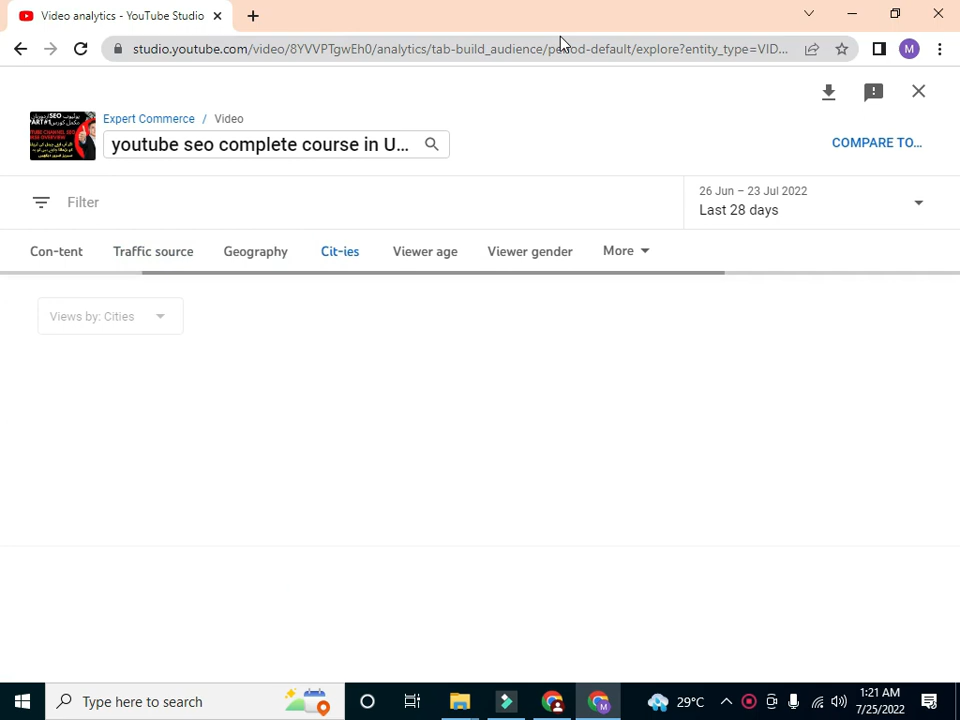 Video analytics - YouTube Studio
studio.youtube.com/video/8YVVPTgwEh0/analytics/tab-build_audience/period-default/explore?entity_type=VID...
M
Expert Commerce / Video
youtube seo complete course in U...
COMPARE TO...
Filter
26 Jun – 23 Jul 2022
Last 28 days
Con-tent
Traffic source
Geography
Cit-ies
Viewer age
Viewer gender
More
Views by: Cities
Type here to search
M
29°C
1:21 AM
7/25/2022